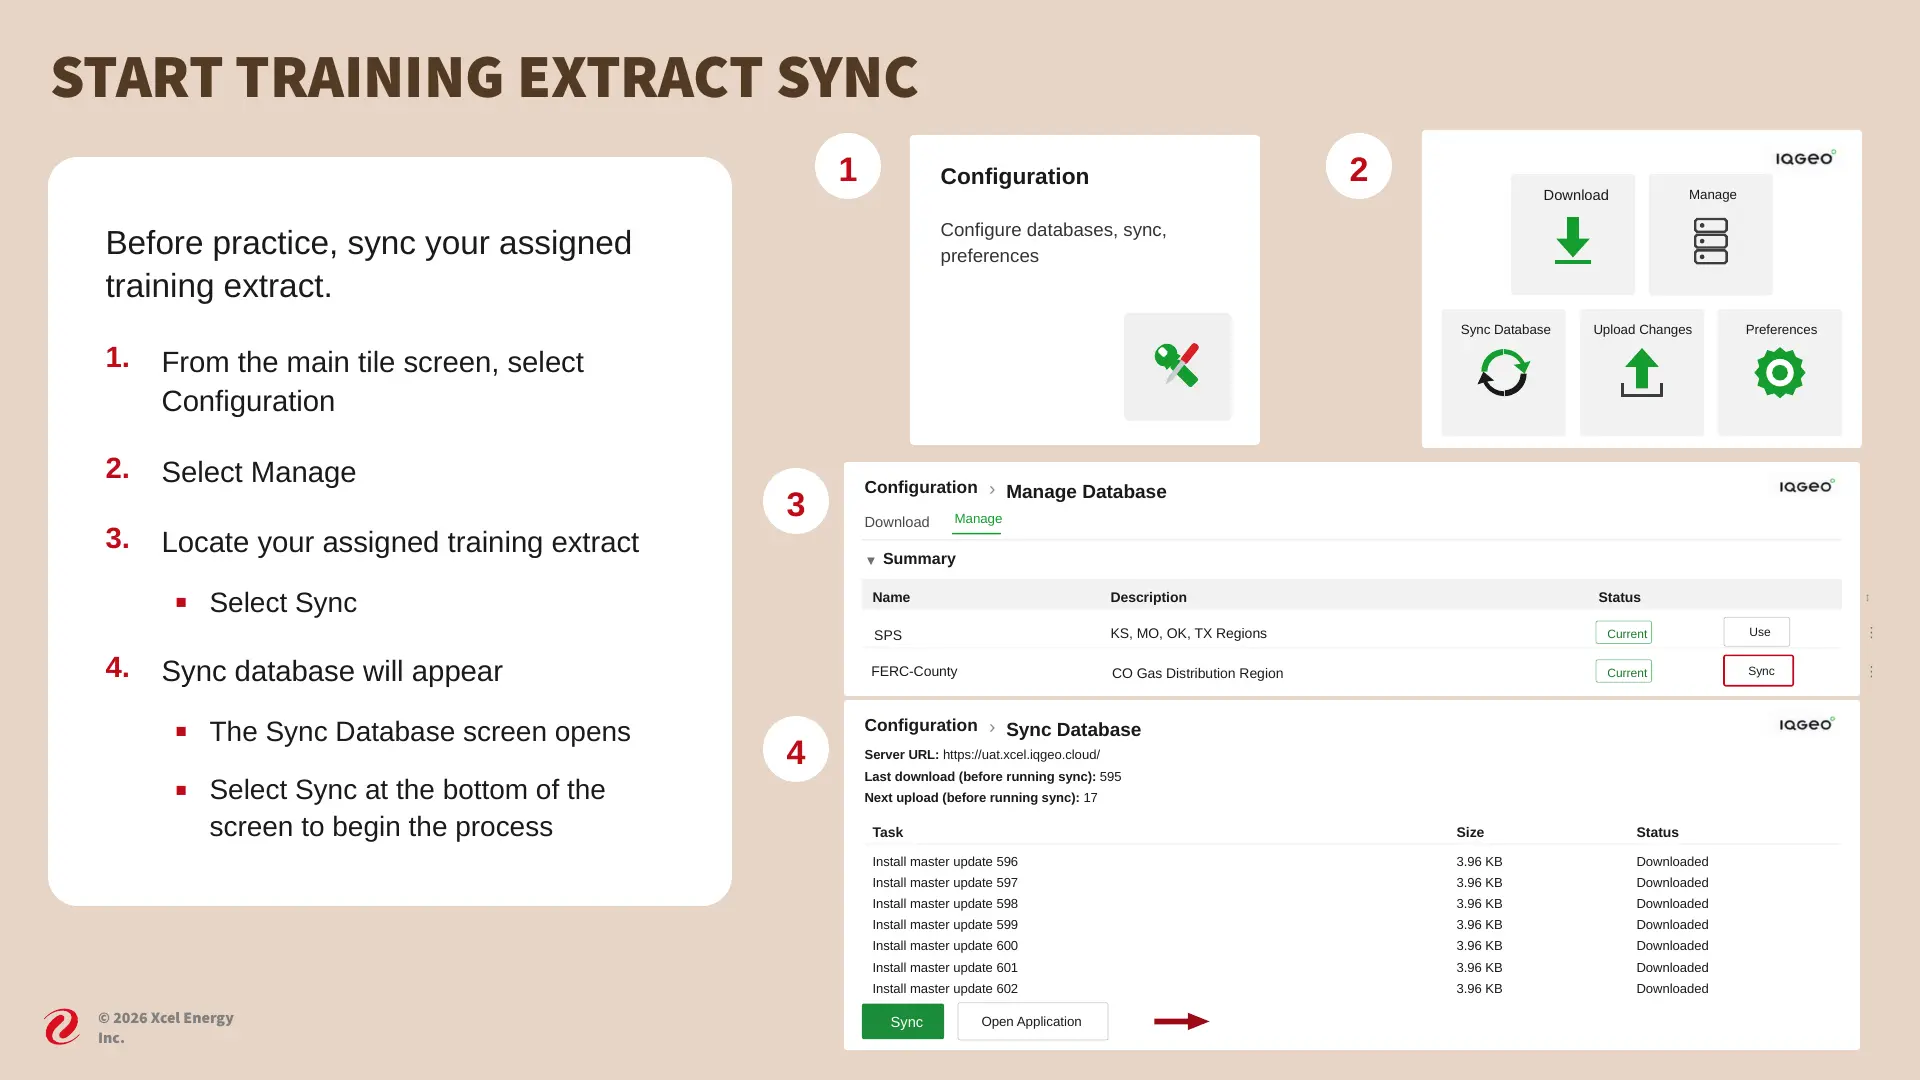 START TRAINING EXTRACT SYNC
Before practice, sync your assigned
training extract.
1. From the main tile screen, select
Configuration
2. Select Manage
3. Locate your assigned training extract
▪ Select Sync
4. Sync database will appear
▪ The Sync Database screen opens
▪ Select Sync at the bottom of the
screen to begin the process
1
Configuration
Configure databases, sync,
preferences
2
IQGEO
Download
Manage
Sync Database
Upload Changes
Preferences
3
Configuration › Manage Database
IQGEO
Download Manage
▼ Summary
Name Description Status
SPS KS, MO, OK, TX Regions Current Use
FERC-County CO Gas Distribution Region Current Sync
4
Configuration › Sync Database
IQGEO
Server URL: https://uat.xcel.iqgeo.cloud/
Last download (before running sync): 595
Next upload (before running sync): 17
Task Size Status
Install master update 596 3.96 KB Downloaded
Install master update 597 3.96 KB Downloaded
Install master update 598 3.96 KB Downloaded
Install master update 599 3.96 KB Downloaded
Install master update 600 3.96 KB Downloaded
Install master update 601 3.96 KB Downloaded
Install master update 602 3.96 KB Downloaded
Sync Open Application
© 2026 Xcel Energy
Inc.